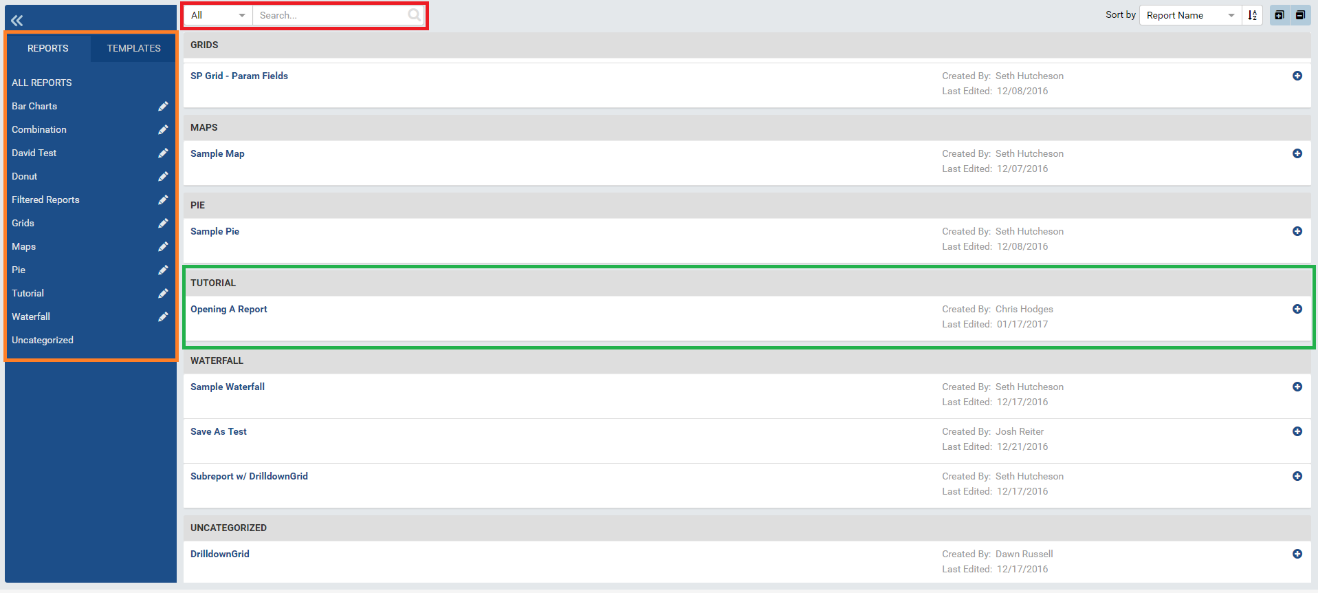 REPORTS
TEMPLATES
ALL REPORTS
Bar Charts
Combination
David Test
Donut
Filtered Reports
Grids
Maps
Pie
Tutorial
Waterfall
Uncategorized
All
Search...
Sort by
Report Name
GRIDS
SP Grid - Param Fields
Created By: Seth Hutcheson
Last Edited: 12/08/2016
MAPS
Sample Map
Created By: Seth Hutcheson
Last Edited: 12/07/2016
PIE
Sample Pie
Created By: Seth Hutcheson
Last Edited: 12/08/2016
TUTORIAL
Opening A Report
Created By: Chris Hodges
Last Edited: 01/17/2017
WATERFALL
Sample Waterfall
Created By: Seth Hutcheson
Last Edited: 12/17/2016
Save As Test
Created By: Josh Reiter
Last Edited: 12/21/2016
Subreport w/ DrilldownGrid
Created By: Seth Hutcheson
Last Edited: 12/17/2016
UNCATEGORIZED
DrilldownGrid
Created By: Dawn Russell
Last Edited: 12/17/2016